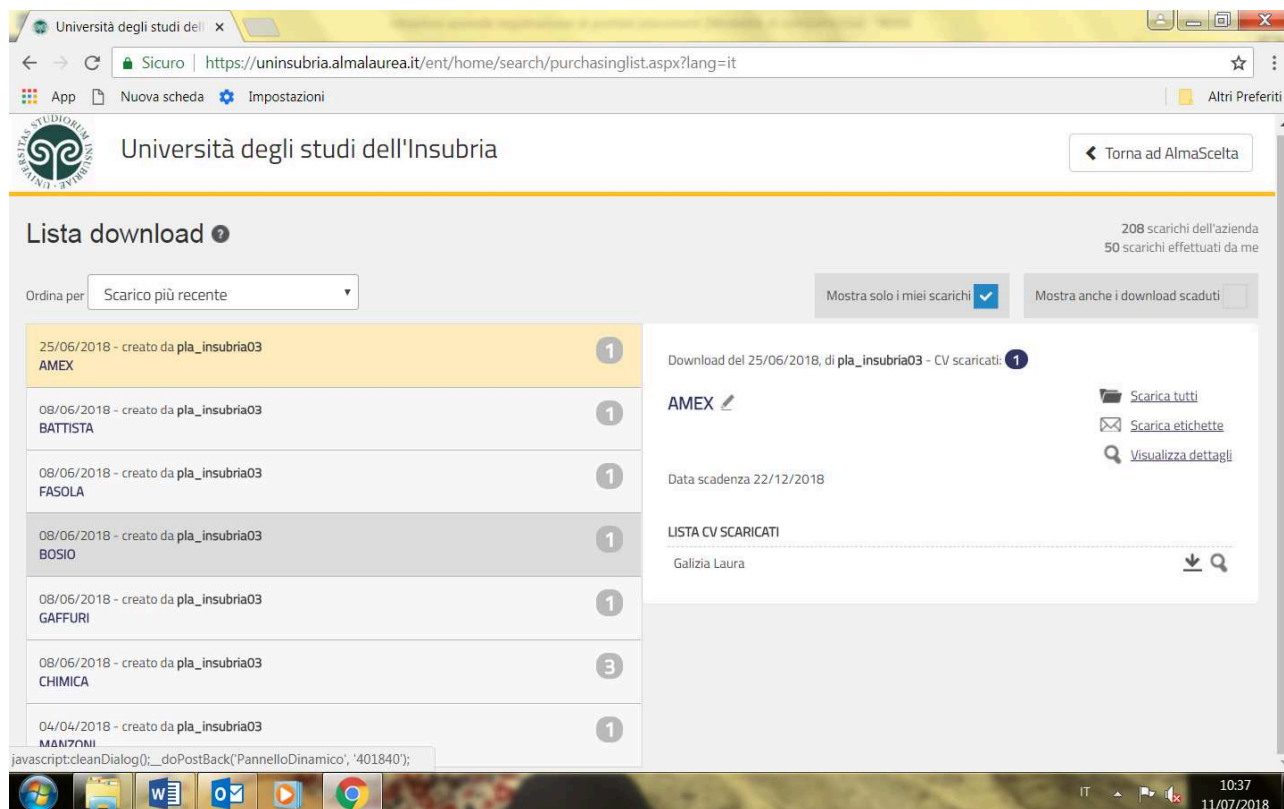 Università degli studi dell
Sicuro | https://uninsubria.almalaurea.it/ent/home/search/purchasinglist.aspx?lang=it
App Nuova scheda Impostazioni Altri Preferiti
UNIVERSITAS STUDIORUM INSUBRIAE
Università degli studi dell'Insubria
Torna ad AlmaScelta
Lista download ?
208 scarichi dell'azienda
50 scarichi effettuati da me
Ordina per Scarico più recente
Mostra solo i miei scarichi
Mostra anche i download scaduti
25/06/2018 - creato da pla_insubria03
AMEX
1
08/06/2018 - creato da pla_insubria03
BATTISTA
1
08/06/2018 - creato da pla_insubria03
FASOLA
1
08/06/2018 - creato da pla_insubria03
BOSIO
1
08/06/2018 - creato da pla_insubria03
GAFFURI
1
08/06/2018 - creato da pla_insubria03
CHIMICA
3
04/04/2018 - creato da pla_insubria03
MANZONI
1
Download del 25/06/2018, di pla_insubria03 - CV scaricati: 1
AMEX
Scarica tutti
Scarica etichette
Visualizza dettagli
Data scadenza 22/12/2018
LISTA CV SCARICATI
Galizia Laura
javascript:cleanDialog();__doPostBack('PannelloDinamico', '401840');
IT
10:37
11/07/2018